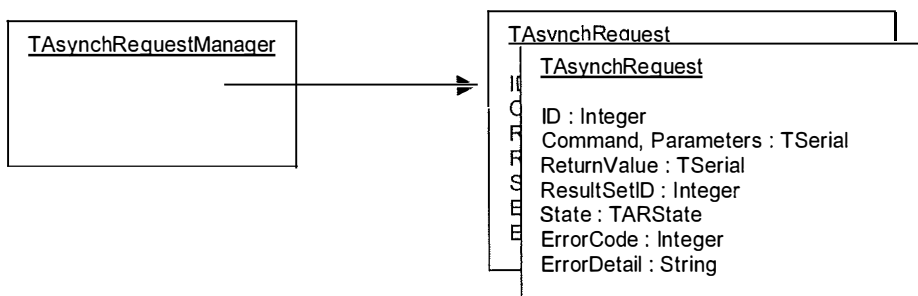 TAsynchRequestManager
TAsynchRequest
TAsynchRequest
ID : Integer
Command, Parameters : TSerial
ReturnValue : TSerial
ResultSetID : Integer
State : TARState
ErrorCode : Integer
ErrorDetail : String